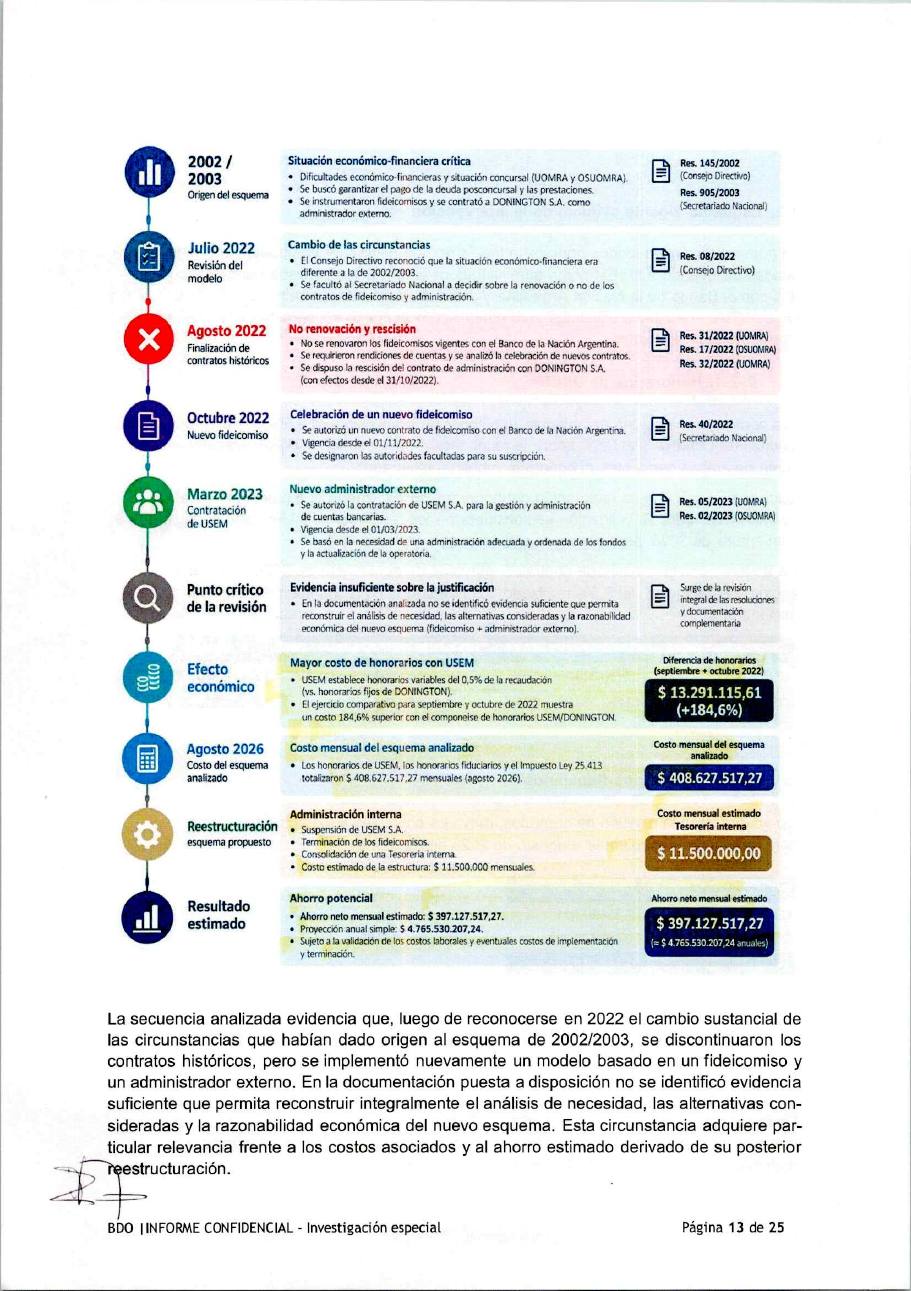 2002 /
2003
Origen del esquema
Situación económico-financiera crítica
• Dificultades económico-financieras y situación concursal (UOMRA y OSUOMRA).
• Se buscó garantizar el pago de la deuda posconcursal y las prestaciones.
• Se instrumentaron fideicomisos y se contrató a DONINGTON S.A. como
administrador externo.
Res. 145/2002
(Consejo Directivo)
Res. 905/2003
(Secretariado Nacional)
Julio 2022
Revisión del
modelo
Cambio de las circunstancias
• El Consejo Directivo reconoció que la situación económico-financiera era
diferente a la de 2002/2003.
• Se facultó al Secretariado Nacional a decidir sobre la renovación o no de los
contratos de fideicomiso y administración.
Res. 08/2022
(Consejo Directivo)
Agosto 2022
Finalización de
contratos históricos
No renovación y rescisión
• No se renovaron los fideicomisos vigentes con el Banco de la Nación Argentina.
• Se requirieron rendiciones de cuentas y se analizó la celebración de nuevos contratos.
• Se dispuso la rescisión del contrato de administración con DONINGTON S.A.
(con efectos desde el 31/10/2022).
Res. 31/2022 (UOMRA)
Res. 17/2022 (OSUOMRA)
Res. 32/2022 (UOMRA)
Octubre 2022
Nuevo fideicomiso
Celebración de un nuevo fideicomiso
• Se autorizó un nuevo contrato de fideicomiso con el Banco de la Nación Argentina.
• Vigencia desde el 01/11/2022.
• Se designaron las autoridades facultadas para su suscripción.
Res. 40/2022
(Secretariado Nacional)
Marzo 2023
Contratación
de USEM
Nuevo administrador externo
• Se autorizó la contratación de USEM S.A. para la gestión y administración
de cuentas bancarias.
• Vigencia desde el 01/03/2023.
• Se basó en la necesidad de una administración adecuada y ordenada de los fondos
y la actualización de la operatoria.
Res. 05/2023 (UOMRA)
Res. 02/2023 (OSUOMRA)
Punto crítico
de la revisión
Evidencia insuficiente sobre la justificación
• En la documentación analizada no se identificó evidencia suficiente que permita
reconstruir el análisis de necesidad, las alternativas consideradas y la razonabilidad
económica del nuevo esquema (fideicomiso + administrador externo).
Surge de la revisión
integral de las resoluciones
y documentación
complementaria
Efecto
económico
Mayor costo de honorarios con USEM
• USEM establece honorarios variables del 0,5% de la recaudación
(vs. honorarios fijos de DONINGTON).
• El ejercicio comparativo para septiembre y octubre de 2022 muestra
un costo 184,6% superior con el componeise de honorarios USEM/DONINGTON.
Diferencia de honorarios
(septiembre + octubre 2022)
$ 13.291.115,61
(+184,6%)
Agosto 2026
Costo del esquema
analizado
Costo mensual del esquema analizado
• Los honorarios de USEM, los honorarios fiduciarios y el Impuesto Ley 25.413
totalizaron $ 408.627.517,27 mensuales (agosto 2026).
Costo mensual del esquema
analizado
$ 408.627.517,27
Reestructuración
esquema propuesto
Administración interna
• Suspensión de USEM S.A.
• Terminación de los fideicomisos.
• Consolidación de una Tesorería interna.
• Costo estimado de la estructura: $ 11.500.000 mensuales.
Costo mensual estimado
Tesorería interna
$ 11.500.000,00
Resultado
estimado
Ahorro potencial
• Ahorro neto mensual estimado: $ 397.127.517,27.
• Proyección anual simple: $ 4.765.530.207,24.
• Sujeto a la validación de los costos laborales y eventuales costos de implementación
y terminación.
Ahorro neto mensual estimado
$ 397.127.517,27
(≈ $ 4.765.530.207,24 anuales)
La secuencia analizada evidencia que, luego de reconocerse en 2022 el cambio sustancial de
las circunstancias que habían dado origen al esquema de 2002/2003, se discontinuaron los
contratos históricos, pero se implementó nuevamente un modelo basado en un fideicomiso y
un administrador externo. En la documentación puesta a disposición no se identificó evidencia
suficiente que permita reconstruir integralmente el análisis de necesidad, las alternativas con-
sideradas y la razonabilidad económica del nuevo esquema. Esta circunstancia adquiere par-
ticular relevancia frente a los costos asociados y al ahorro estimado derivado de su posterior
reestructuración.
BDO | INFORME CONFIDENCIAL - Investigación especial
Página 13 de 25